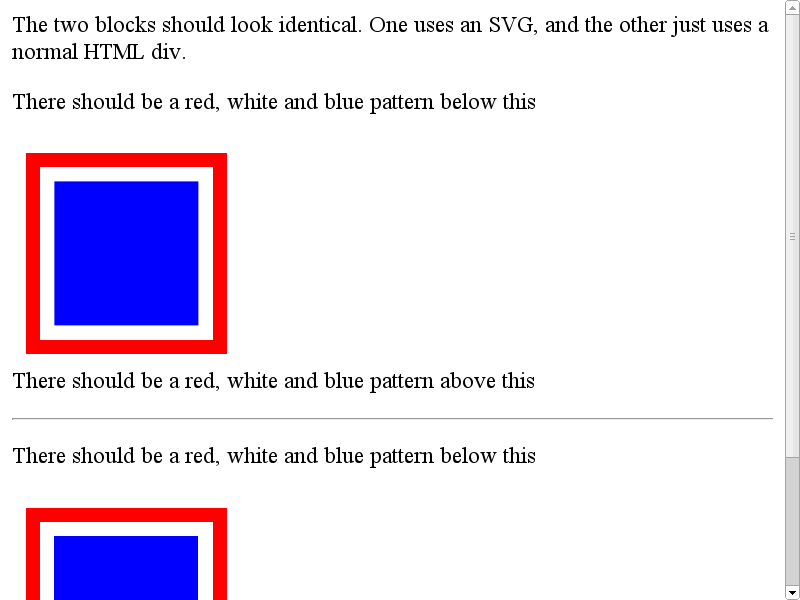 The two blocks should look identical. One uses an SVG, and the other just uses a
normal HTML div.
There should be a red, white and blue pattern below this
There should be a red, white and blue pattern above this
There should be a red, white and blue pattern below this